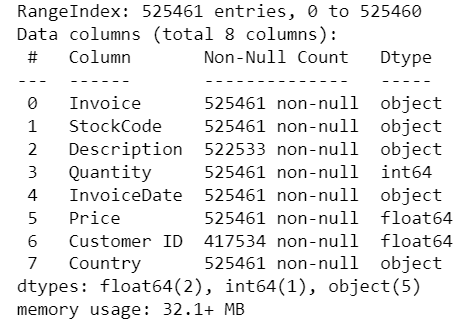 RangeIndex: 525461 entries, 0 to 525460
Data columns (total 8 columns):
 #   Column       Non-Null Count   Dtype
---  ------       --------------   -----
 0   Invoice      525461 non-null  object
 1   StockCode    525461 non-null  object
 2   Description  522533 non-null  object
 3   Quantity     525461 non-null  int64
 4   InvoiceDate  525461 non-null  object
 5   Price        525461 non-null  float64
 6   Customer ID  417534 non-null  float64
 7   Country      525461 non-null  object
dtypes: float64(2), int64(1), object(5)
memory usage: 32.1+ MB